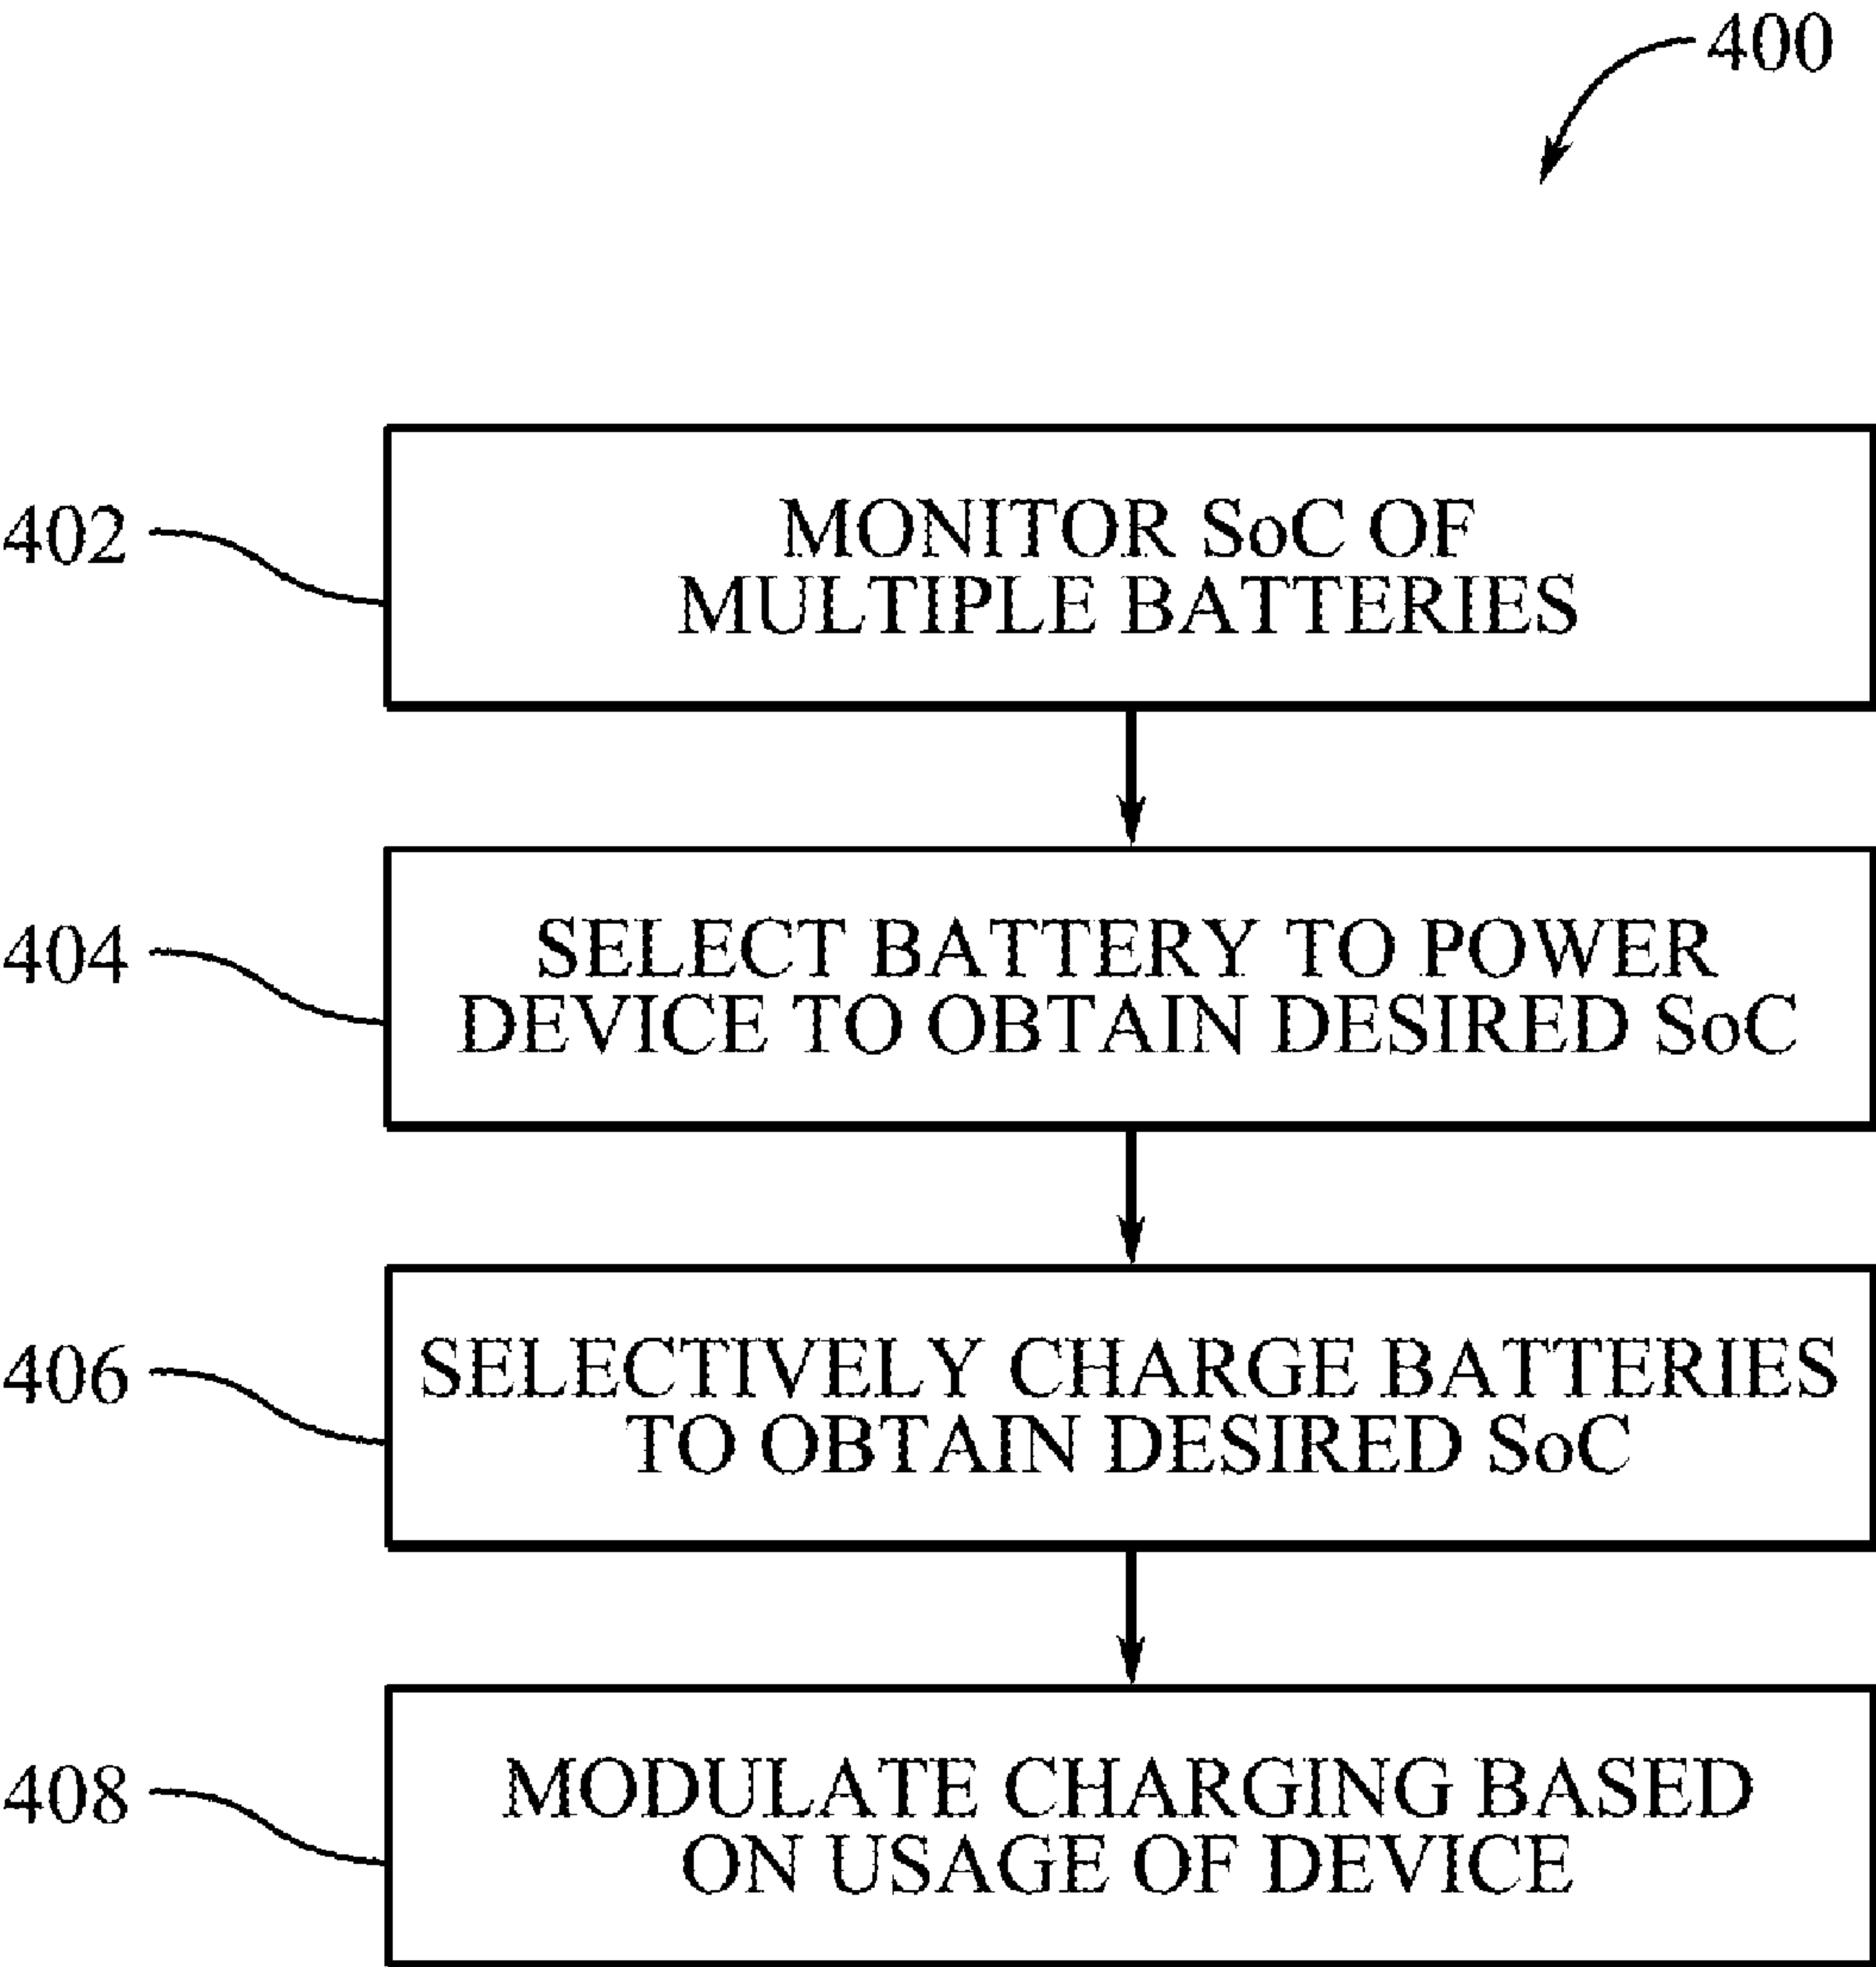 400
402
MONITOR SoC OF
MULTIPLE BATTERIES
404
SELECT BATTERY TO POWER
DEVICE TO OBTAIN DESIRED SoC
406
SELECTIVELY CHARGE BATTERIES
TO OBTAIN DESIRED SoC
408
MODULATE CHARGING BASED
ON USAGE OF DEVICE